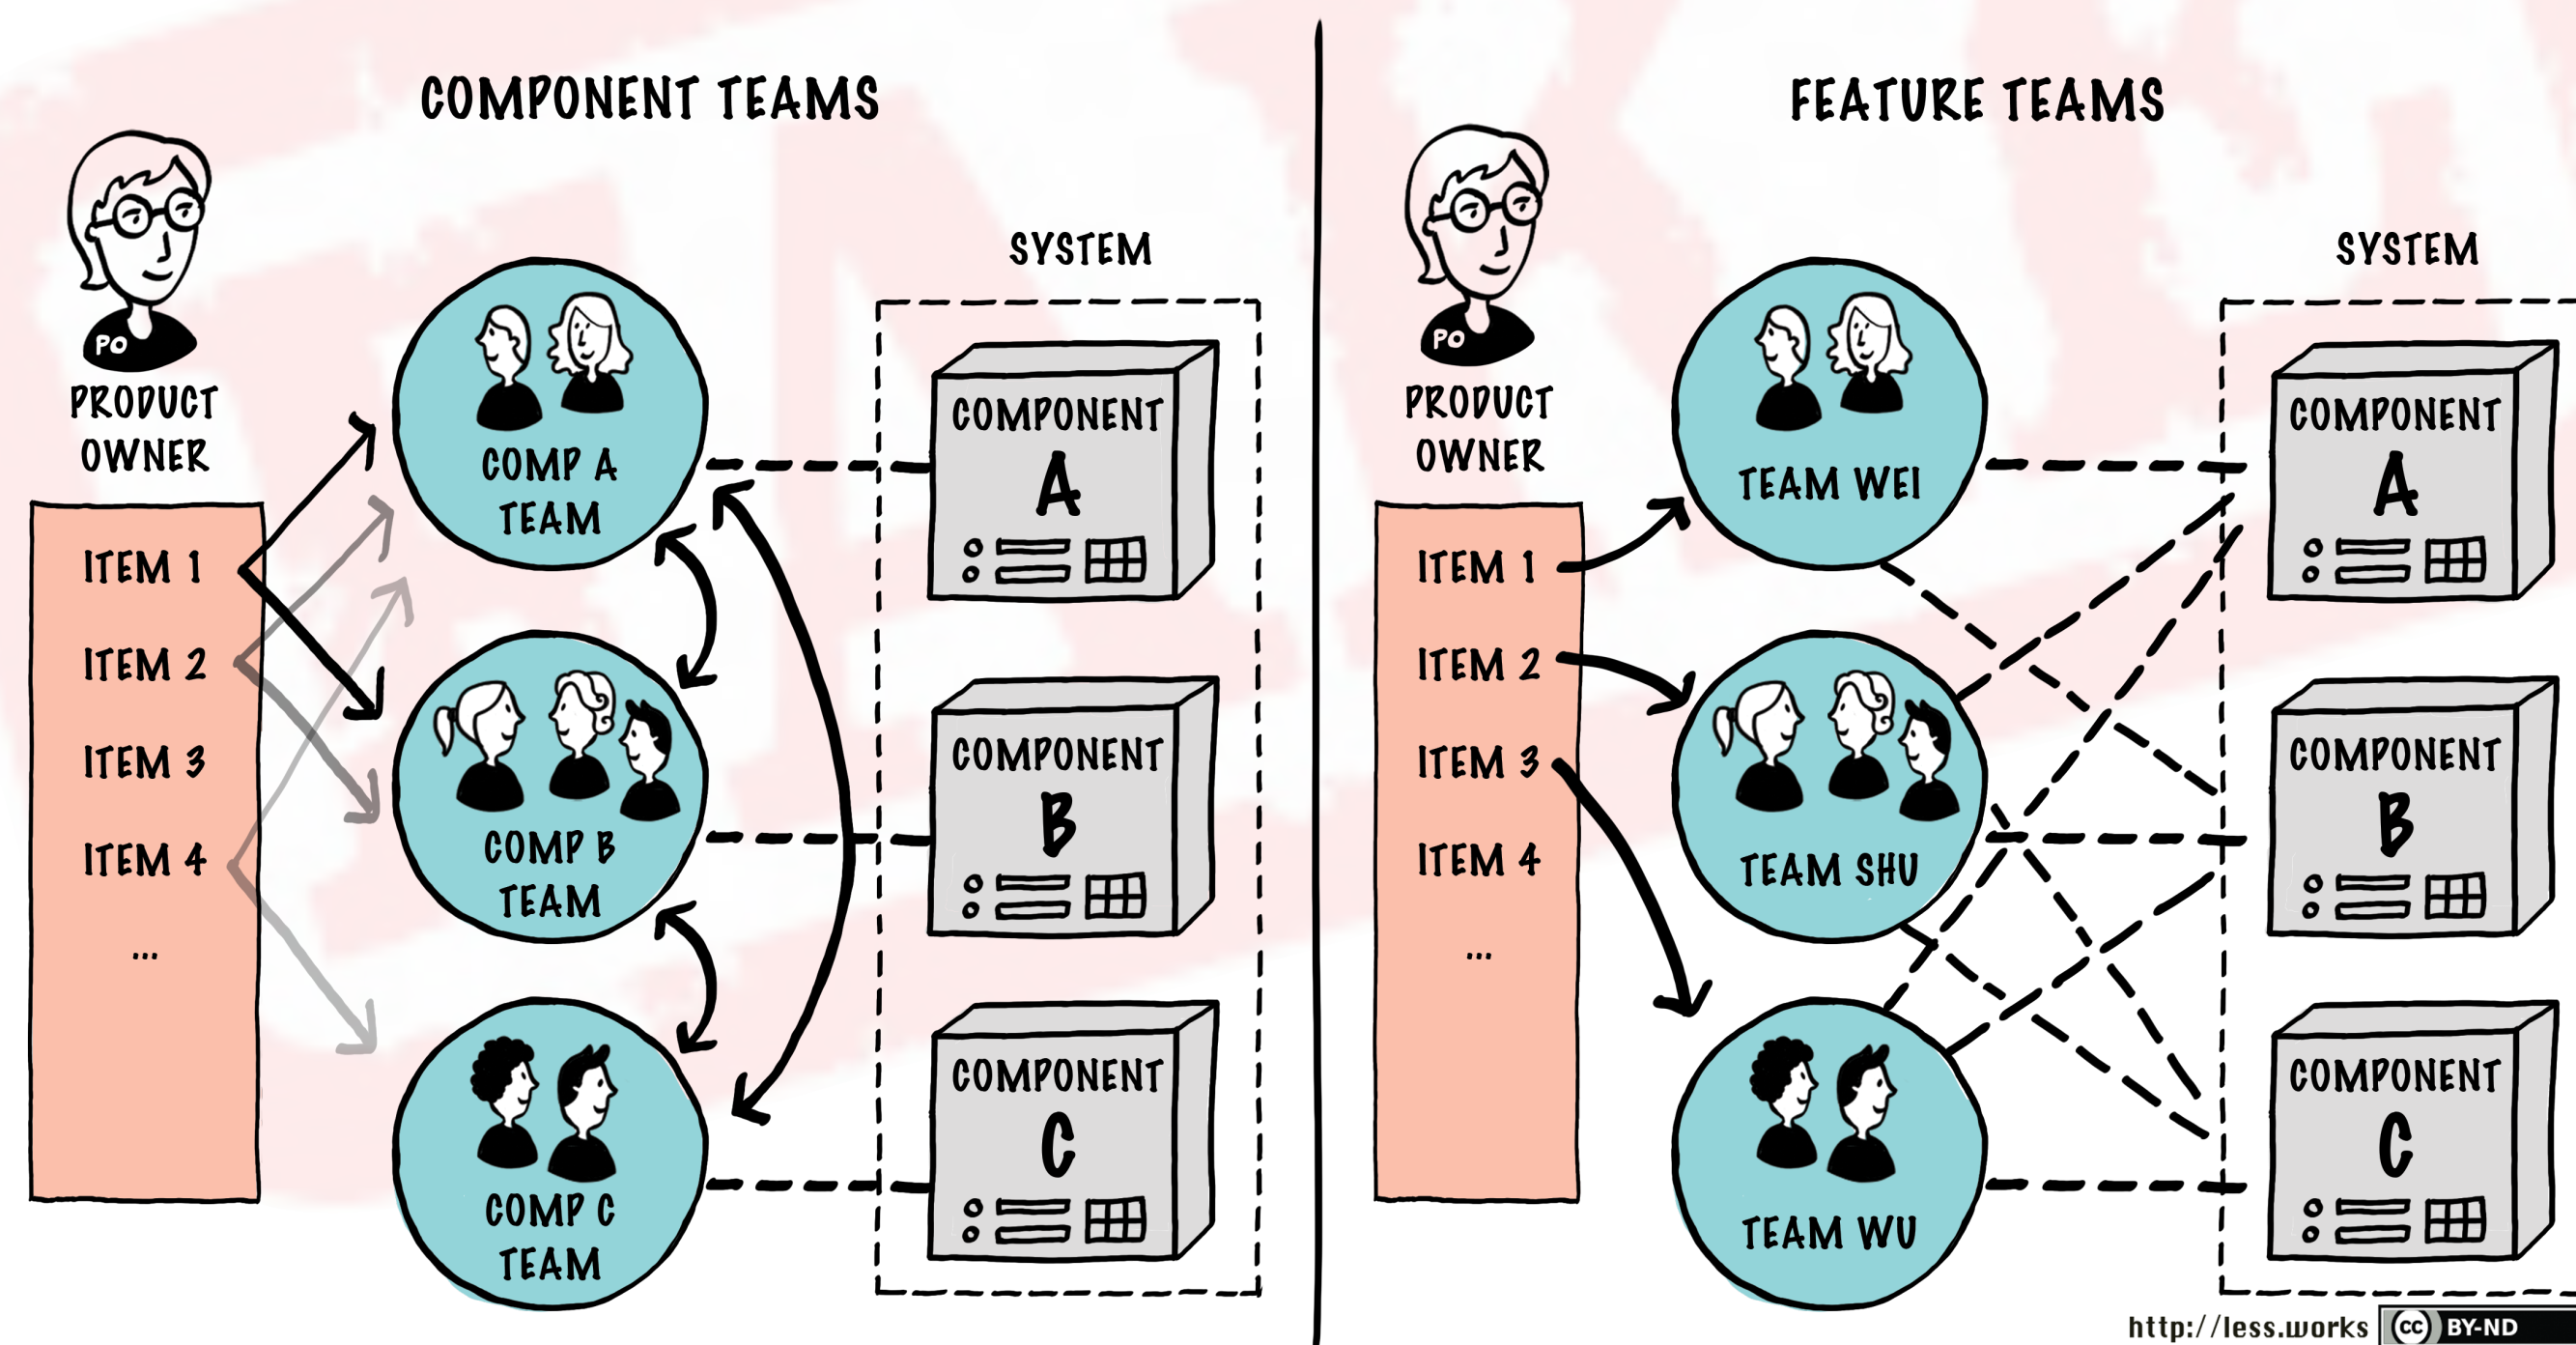 COMPONENT TEAMS
PO
PRODUCT
OWNER
ITEM 1
ITEM 2
ITEM 3
ITEM 4
...
COMP A
TEAM
COMP B
TEAM
COMP C
TEAM
SYSTEM
COMPONENT
A
COMPONENT
B
COMPONENT
C
FEATURE TEAMS
PO
PRODUCT
OWNER
ITEM 1
ITEM 2
ITEM 3
ITEM 4
...
TEAM WEI
TEAM SHU
TEAM WU
SYSTEM
COMPONENT
A
COMPONENT
B
COMPONENT
C
http://less.works
cc BY-ND